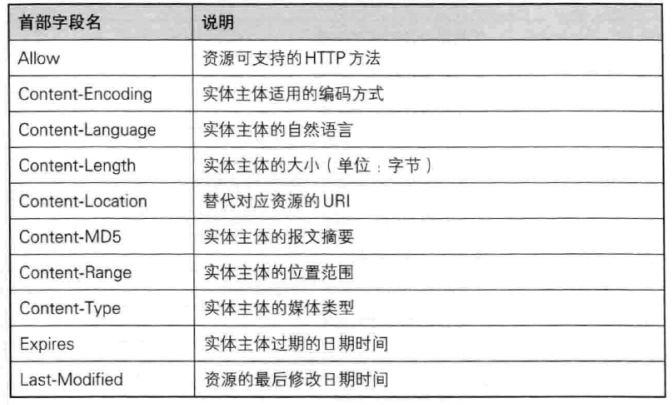 首部字段名 说明
Allow 资源可支持的HTTP方法
Content-Encoding 实体主体适用的编码方式
Content-Language 实体主体的自然语言
Content-Length 实体主体的大小（单位：字节）
Content-Location 替代对应资源的URI
Content-MD5 实体主体的报文摘要
Content-Range 实体主体的位置范围
Content-Type 实体主体的媒体类型
Expires 实体主体过期的日期时间
Last-Modified 资源的最后修改日期时间